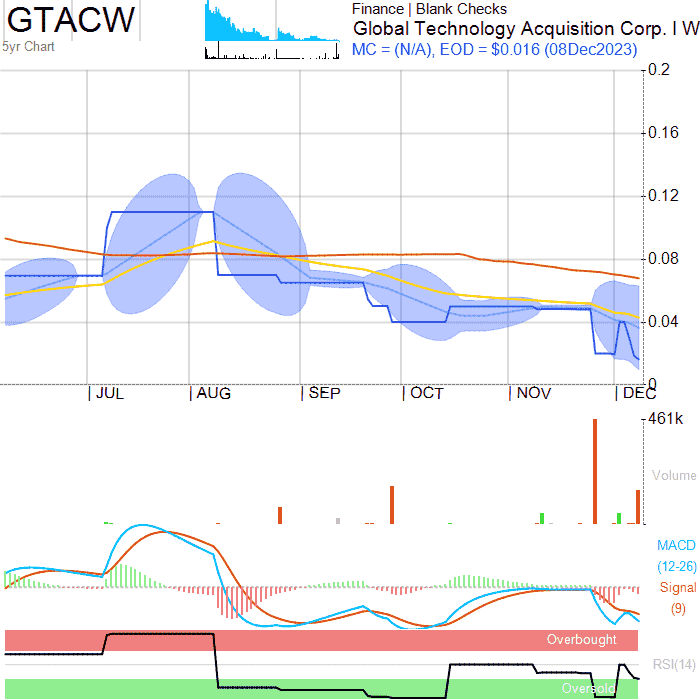 GTACW
5yr Chart
Finance | Blank Checks
Global Technology Acquisition Corp. I W
MC = (N/A), EOD = $0.016 (08Dec2023)
0.2
0.16
0.12
0.08
0.04
0
JUL AUG SEP OCT NOV DEC
461k
Volume
MACD
(12-26)
Signal
(9)
Overbought
RSI(14)
Oversold